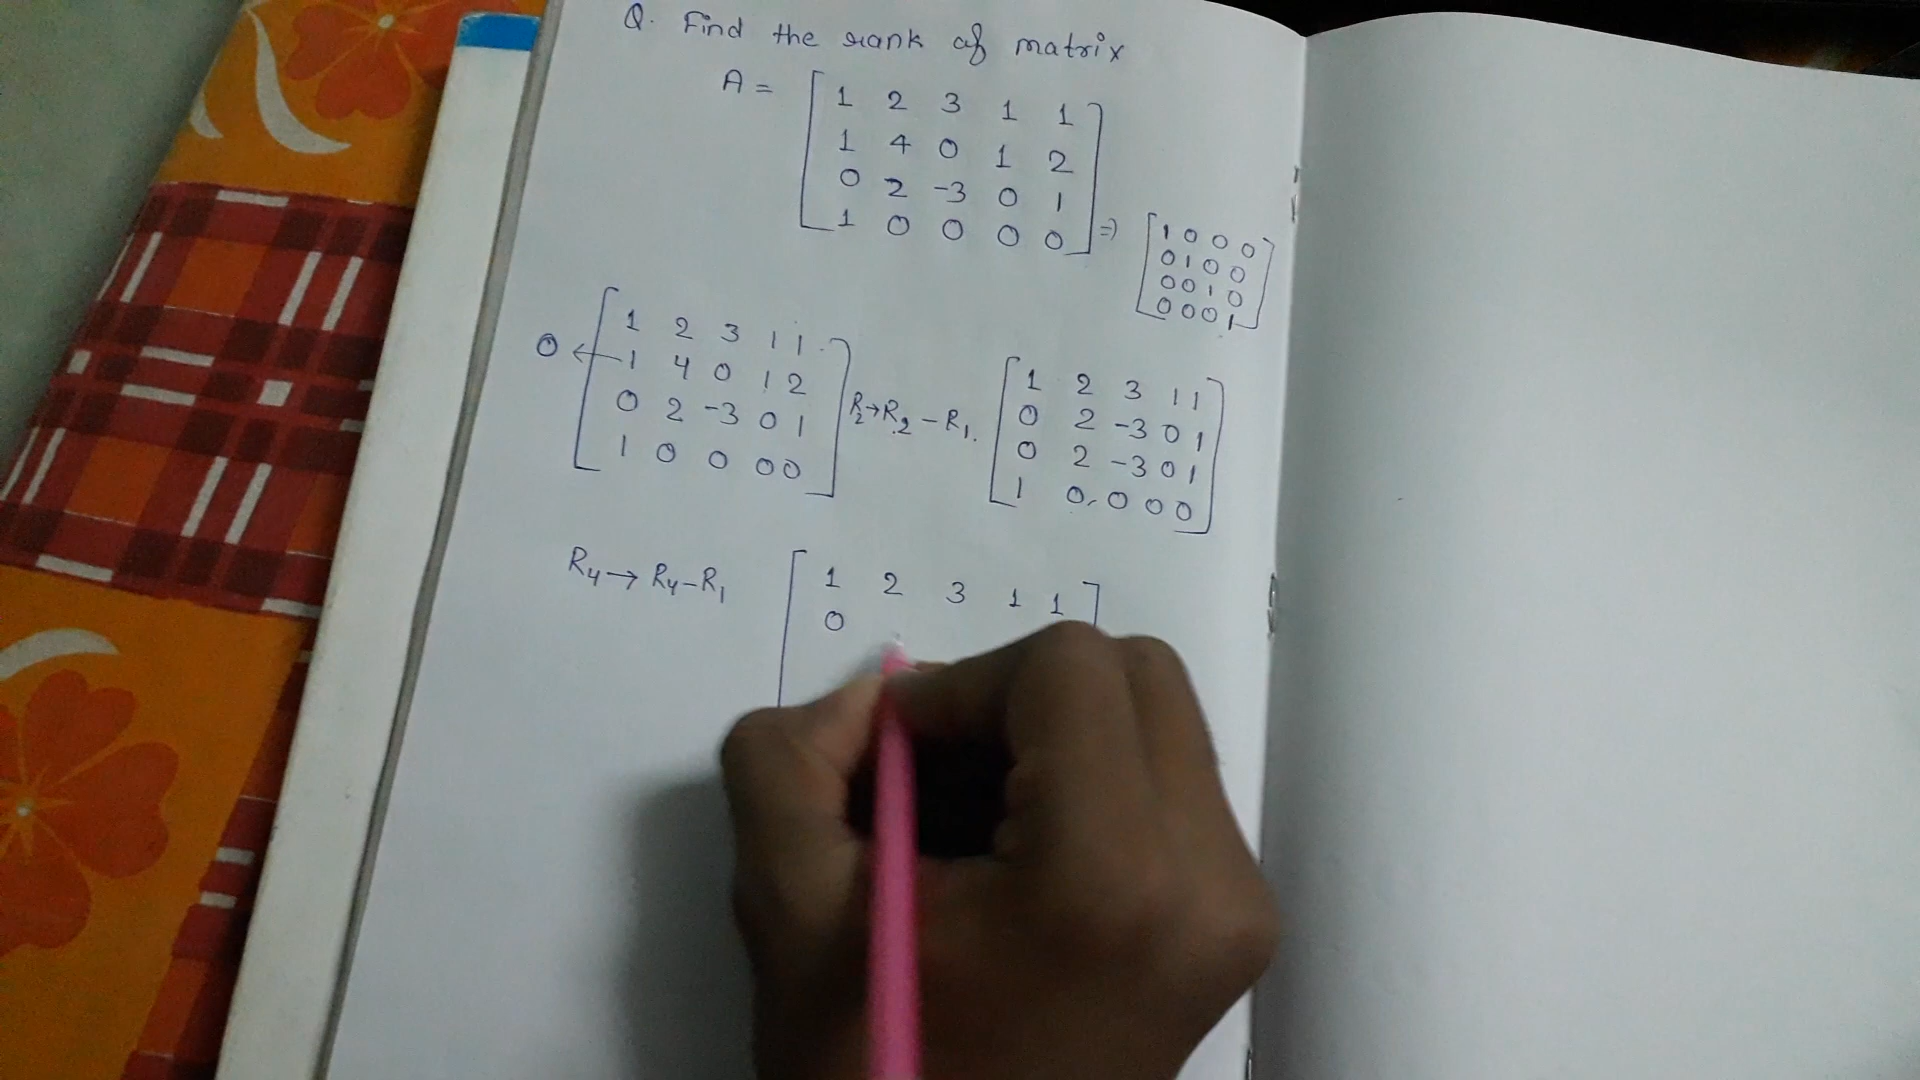 Q. Find the rank of matrix
A =
1 2 3 1 1
1 4 0 1 2
0 2 -3 0 1
1 0 0 0 0
⇒
1 0 0 0
0 1 0 0
0 0 1 0
0 0 0 1
0 ←
1 2 3 1 1
1 4 0 1 2
0 2 -3 0 1
1 0 0 0 0
R2→R2 - R1.
1 2 3 1 1
0 2 -3 0 1
0 2 -3 0 1
1 0 0 0 0
R4→ R4-R1
1 2 3 1 1
0